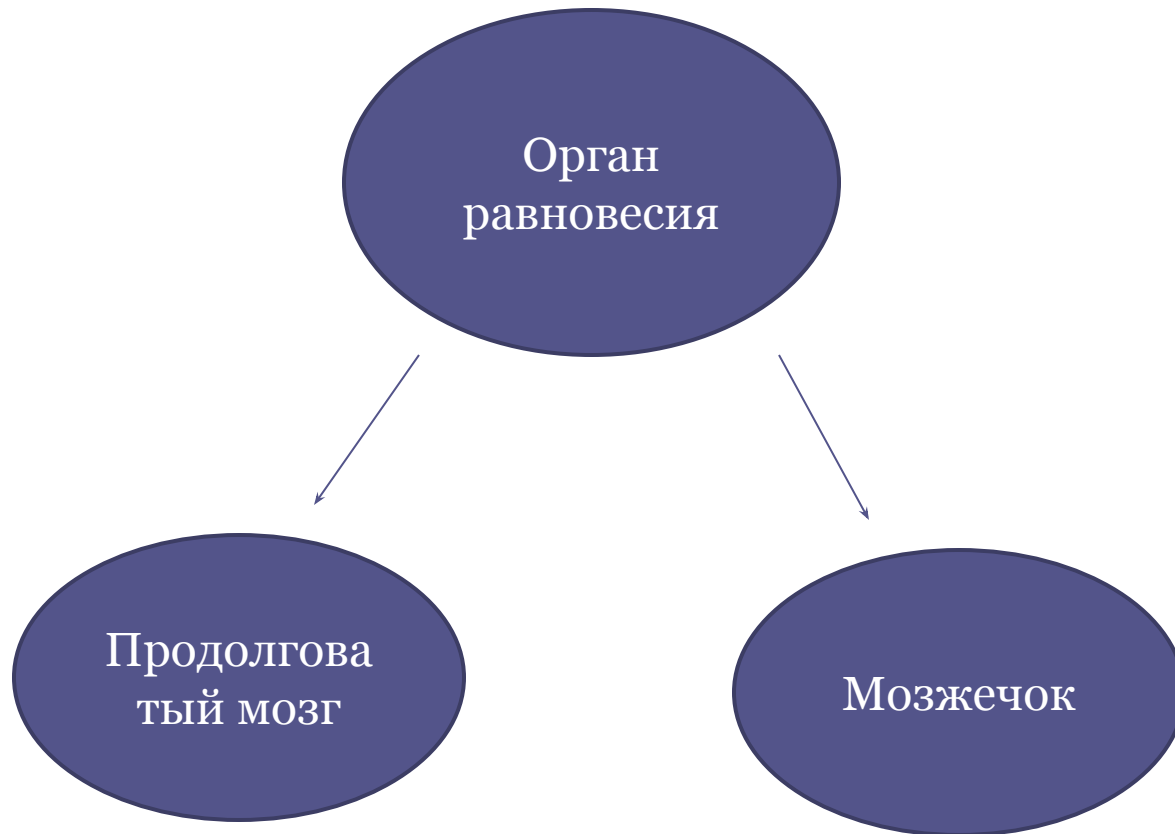 Орган
равновесия
Продолгова
тый мозг
Мозжечок